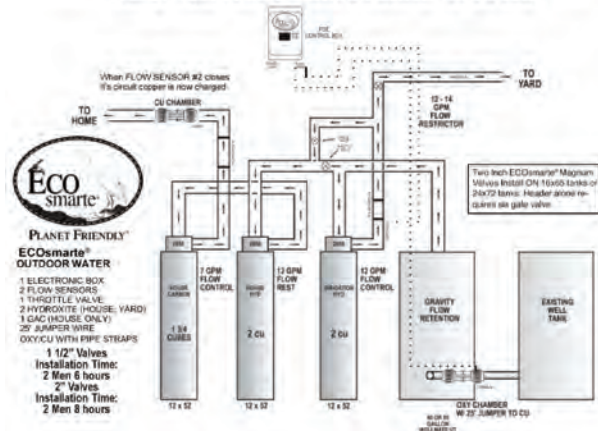 POE
CONTROL BOX
When FLOW SENSOR #2 closes
it's circuit copper is now charged
CU CHAMBER
TO
HOME
TO
YARD
12 - 14
GPM
FLOW
RESTRICTOR
Two Inch ECOsmarte® Magnum
Valves Install ON 16x65 tanks or
24x72 tanks. Header alone re-
quires six gate valve
ECO
smarte®
PLANET FRIENDLY™
ECOsmarte®
OUTDOOR WATER
1 ELECTRONIC BOX
2 FLOW SENSORS
1 THROTTLE VALVE
2 HYDROXITE (HOUSE, YARD)
1 GAC (HOUSE ONLY)
25' JUMPER WIRE
OXY/CU WITH PIPE STRAPS
1 1/2" Valves
Installation Time:
2 Men 6 hours
2" Valves
Installation Time:
2 Men 8 hours
HOUSE
CARBON
1 3/4
CUBES
12 x 52
7 GPM
FLOW
CONTROL
HYD
2 cu
12 x 52
12 GPM
FLOW
REST
IRRIGATION
HYD
2 cu
12 x 52
12 GPM
FLOW
CONTROL
GRAVITY
FLOW
RETENTION
EXISTING
WELL
TANK
OXY CHAMBER
W/ 25' JUMPER TO CU
GALLON